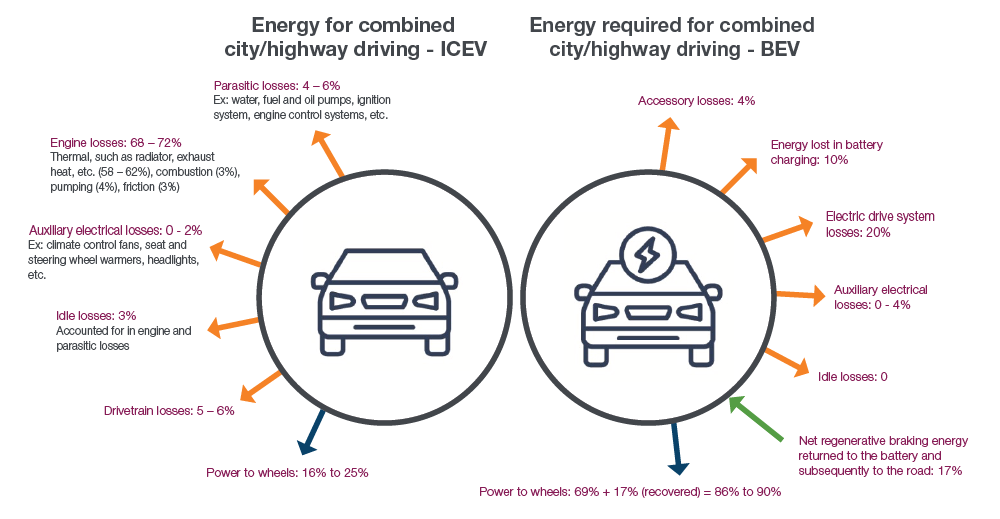 Energy for combined
city/highway driving - ICEV
Parasitic losses: 4 – 6%
Ex: water, fuel and oil pumps, ignition
system, engine control systems, etc.
Engine losses: 68 – 72%
Thermal, such as radiator, exhaust
heat, etc. (58 – 62%), combustion (3%),
pumping (4%), friction (3%)
Auxiliary electrical losses: 0 - 2%
Ex: climate control fans, seat and
steering wheel warmers, headlights,
etc.
Idle losses: 3%
Accounted for in engine and
parasitic losses
Drivetrain losses: 5 – 6%
Power to wheels: 16% to 25%
Energy required for combined
city/highway driving - BEV
Accessory losses: 4%
Energy lost in battery
charging: 10%
Electric drive system
losses: 20%
Auxiliary electrical
losses: 0 - 4%
Idle losses: 0
Net regenerative braking energy
returned to the battery and
subsequently to the road: 17%
Power to wheels: 69% + 17% (recovered) = 86% to 90%